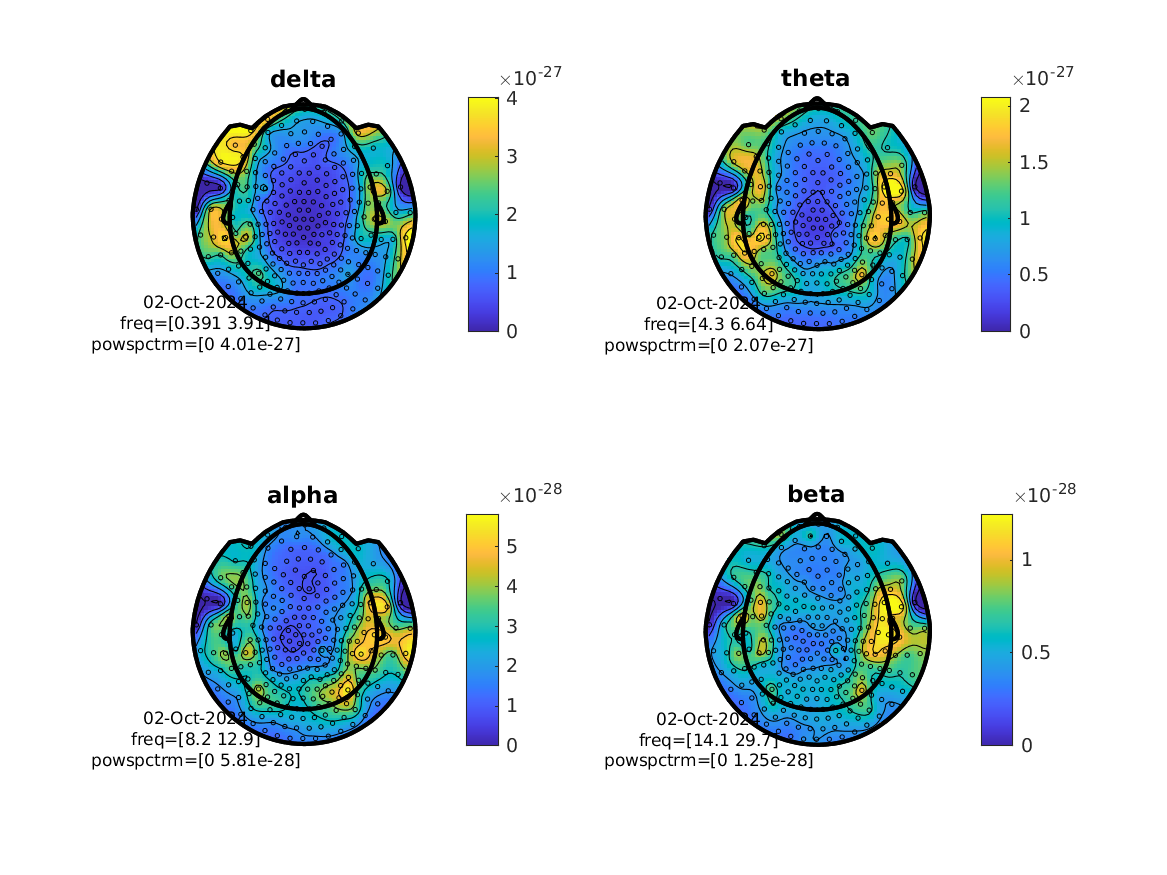 delta
×10-27
4
3
2
1
0
02-Oct-2024
freq=[0.391 3.91]
powspctrm=[0 4.01e-27]
theta
×10-27
2
1.5
1
0.5
0
02-Oct-2024
freq=[4.3 6.64]
powspctrm=[0 2.07e-27]
alpha
×10-28
5
4
3
2
1
0
02-Oct-2024
freq=[8.2 12.9]
powspctrm=[0 5.81e-28]
beta
×10-28
1
0.5
0
02-Oct-2024
freq=[14.1 29.7]
powspctrm=[0 1.25e-28]